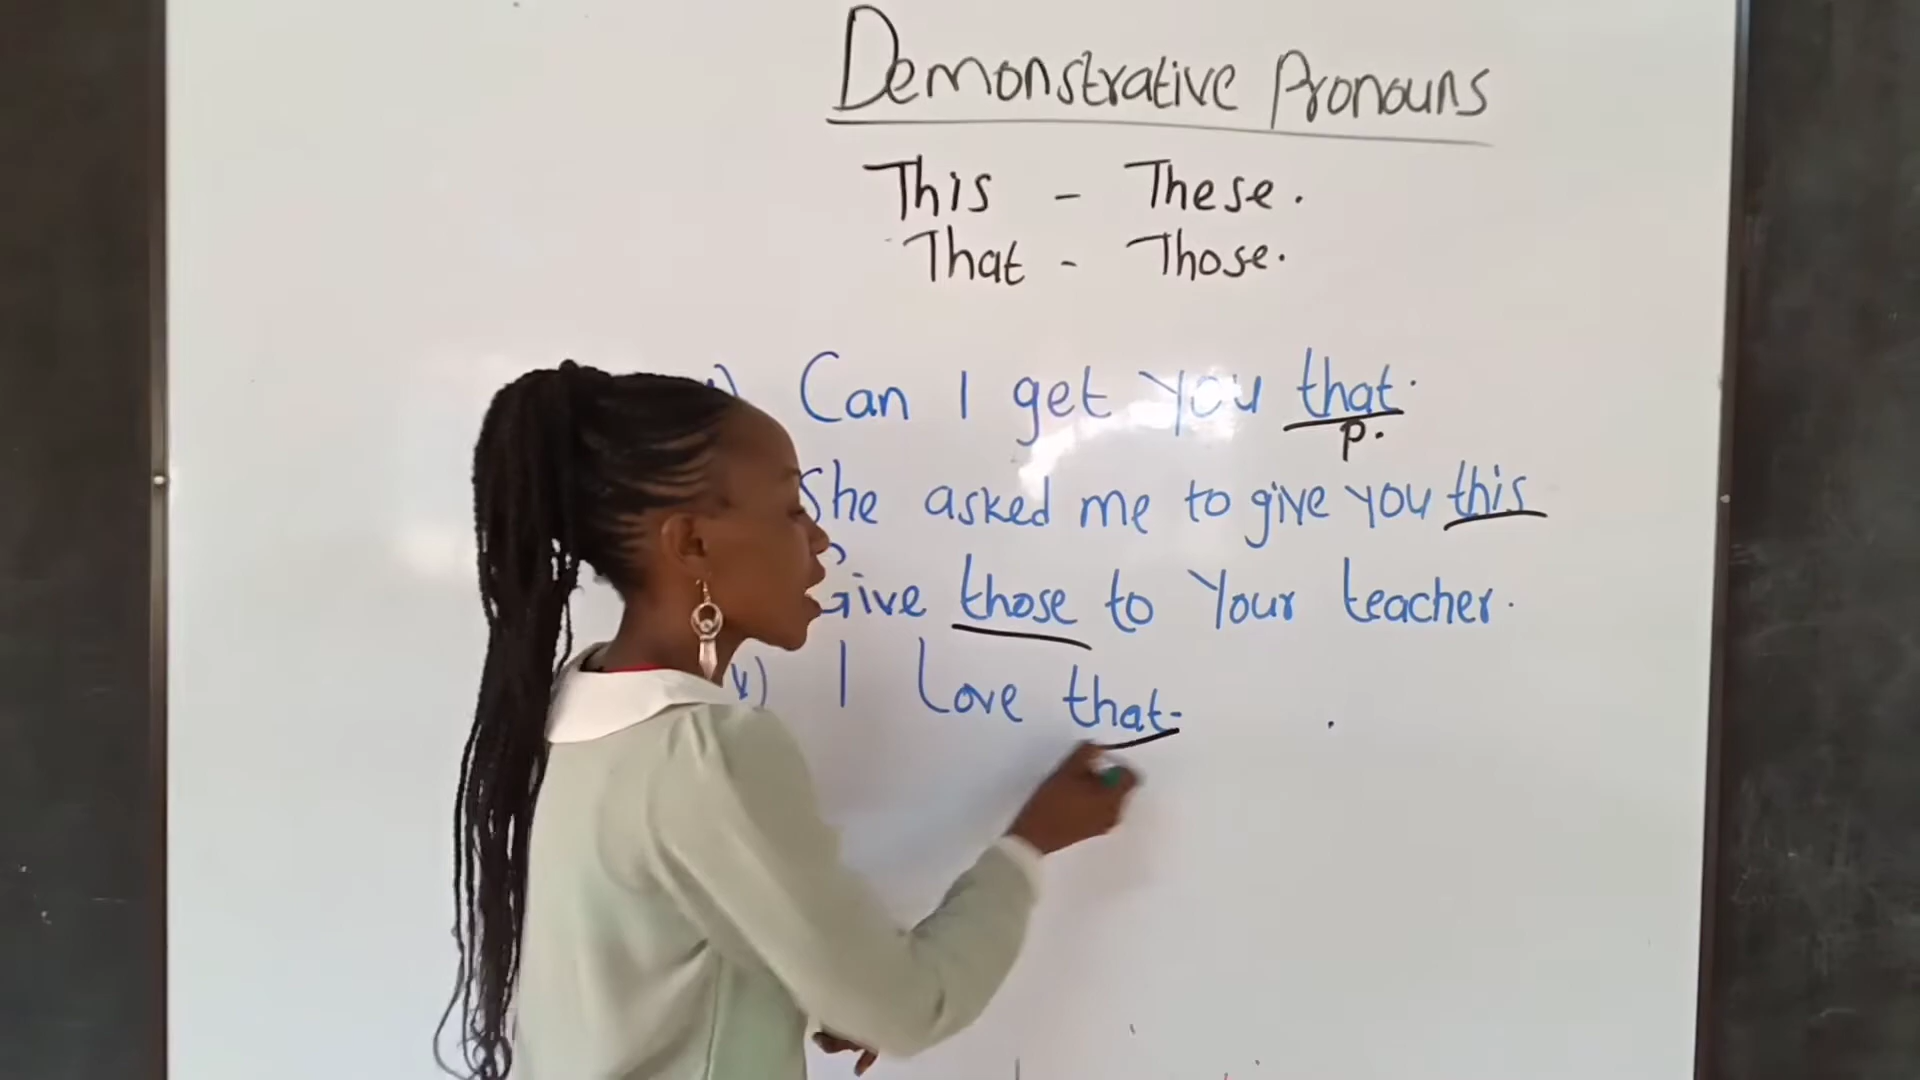 Demonstrative Pronouns
This - These.
That - Those.
Can I get you that.
p.
She asked me to give you this
Give those to your teacher.
I love that.